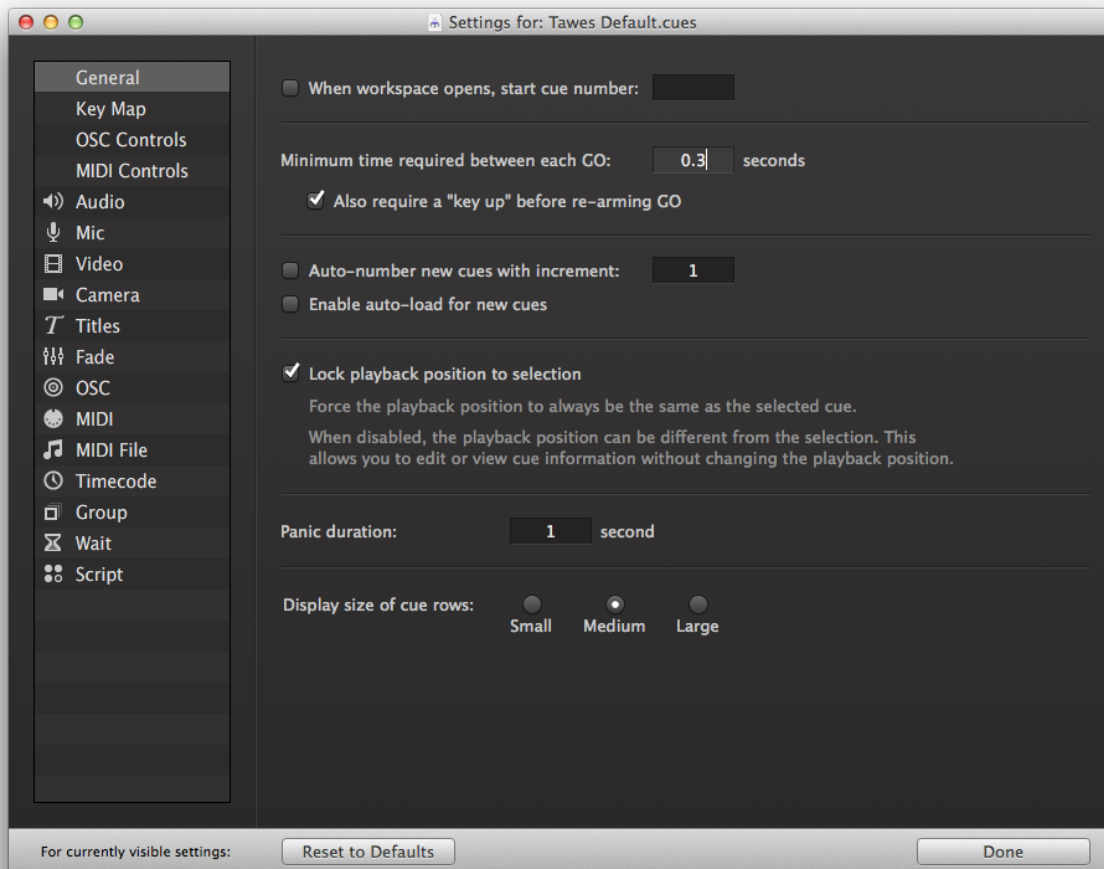 Settings for: Tawes Default.cues
General
Key Map
OSC Controls
MIDI Controls
Audio
Mic
Video
Camera
Titles
Fade
OSC
MIDI
MIDI File
Timecode
Group
Wait
Script
When workspace opens, start cue number:
Minimum time required between each GO: 0.3 seconds
Also require a "key up" before re-arming GO
Auto-number new cues with increment: 1
Enable auto-load for new cues
Lock playback position to selection
Force the playback position to always be the same as the selected cue.
When disabled, the playback position can be different from the selection. This
allows you to edit or view cue information without changing the playback position.
Panic duration: 1 second
Display size of cue rows:
Small Medium Large
For currently visible settings: Reset to Defaults Done